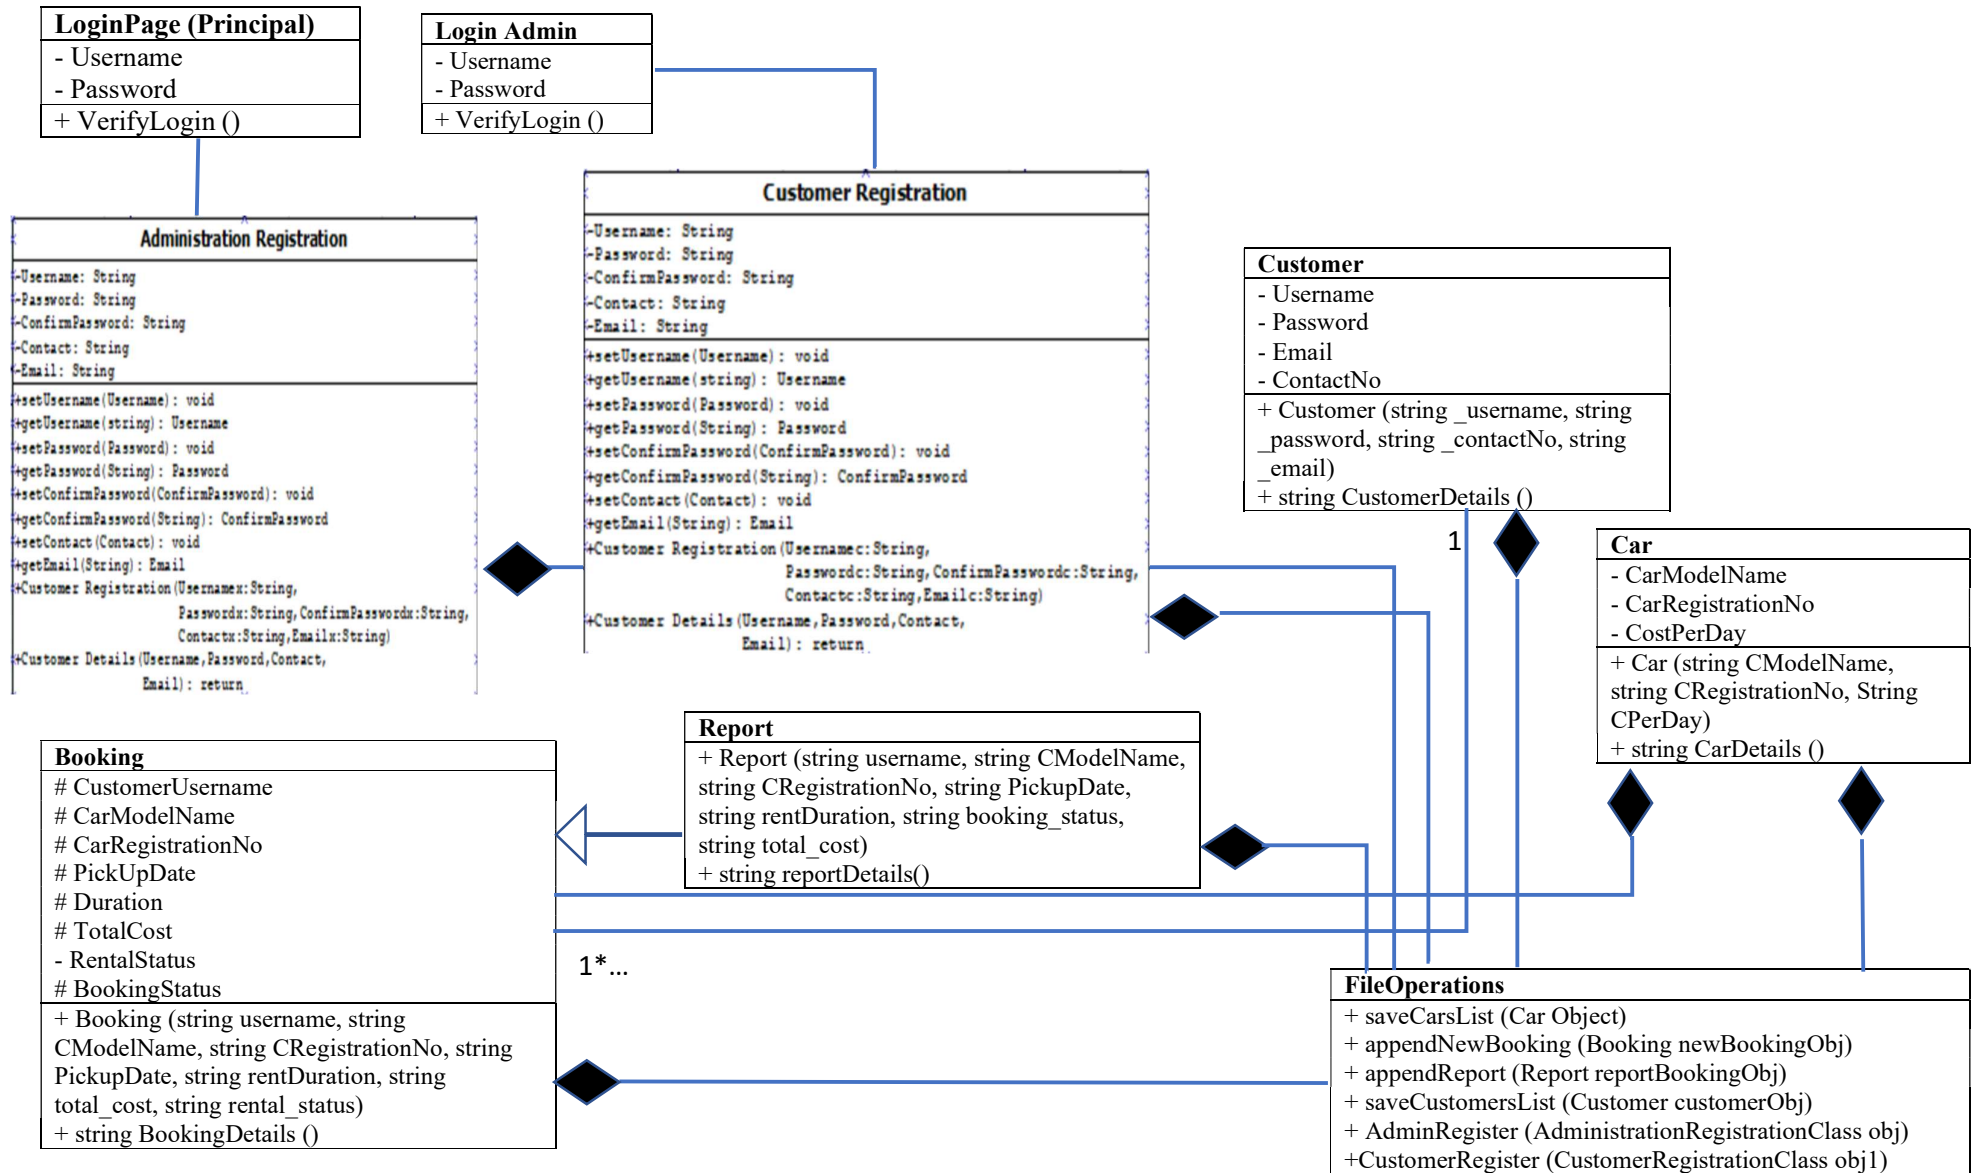 LoginPage (Principal)
- Username
- Password
+ VerifyLogin ()
Login Admin
- Username
- Password
+ VerifyLogin ()
Administration Registration
-Username: String
-Password: String
-ConfirmPassword: String
-Contact: String
-Email: String
+setUsername(Username): void
+getUsername(string): Username
+setPassword(Password): void
+getPassword(String): Password
+setConfirmPassword(ConfirmPassword): void
+getConfirmPassword(String): ConfirmPassword
+setContact(Contact): void
+getEmail(String): Email
+Customer Registration(Usernamex:String,
Passwordx:String,ConfirmPasswordx:String,
Contactx:String,Emailx:String)
+Customer Details(Username,Password,Contact,
Email): return
Customer Registration
-Username: String
-Password: String
-ConfirmPassword: String
-Contact: String
-Email: String
+setUsername(Username): void
+getUsername(string): Username
+setPassword(Password): void
+getPassword(String): Password
+setConfirmPassword(ConfirmPassword): void
+getConfirmPassword(String): ConfirmPassword
+setContact(Contact): void
+getEmail(String): Email
+Customer Registration(Usernamec:String,
Passwordc:String,ConfirmPasswordc:String,
Contactc:String,Emailc:String)
+Customer Details(Username,Password,Contact,
Email): return
Customer
- Username
- Password
- Email
- ContactNo
+ Customer (string _username, string
_password, string _contactNo, string
_email)
+ string CustomerDetails ()
1
Car
- CarModelName
- CarRegistrationNo
- CostPerDay
+ Car (string CModelName,
string CRegistrationNo, String
CPerDay)
+ string CarDetails ()
Booking
# CustomerUsername
# CarModelName
# CarRegistrationNo
# PickUpDate
# Duration
# TotalCost
- RentalStatus
# BookingStatus
+ Booking (string username, string
CModelName, string CRegistrationNo, string
PickupDate, string rentDuration, string
total_cost, string rental_status)
+ string BookingDetails ()
Report
+ Report (string username, string CModelName,
string CRegistrationNo, string PickupDate,
string rentDuration, string booking_status,
string total_cost)
+ string reportDetails()
1*...
FileOperations
+ saveCarsList (Car Object)
+ appendNewBooking (Booking newBookingObj)
+ appendReport (Report reportBookingObj)
+ saveCustomersList (Customer customerObj)
+ AdminRegister (AdministrationRegistrationClass obj)
+CustomerRegister (CustomerRegistrationClass obj1)